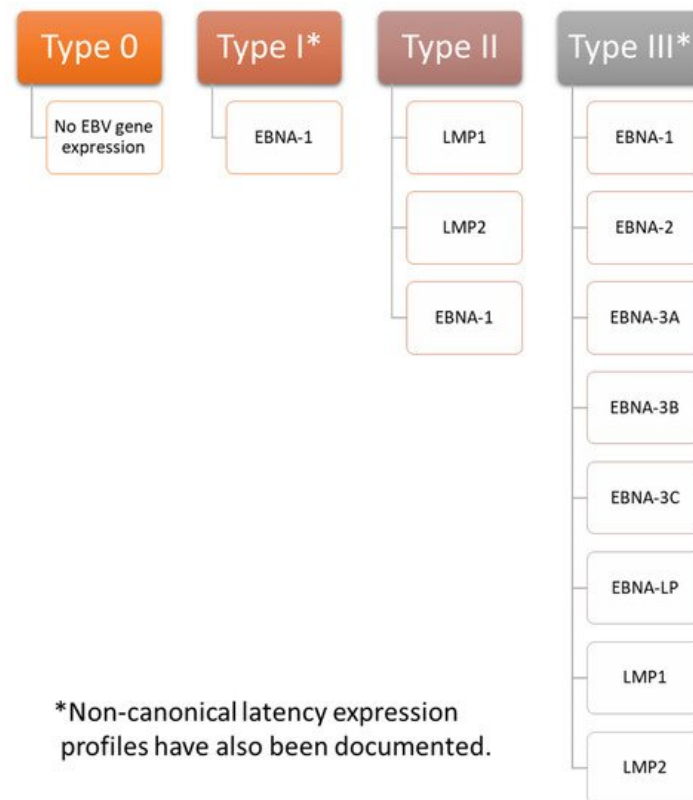 Type 0
No EBV gene
expression
Type I*
EBNA-1
Type II
LMP1
LMP2
EBNA-1
Type III*
EBNA-1
EBNA-2
EBNA-3A
EBNA-3B
EBNA-3C
EBNA-LP
LMP1
LMP2
*Non-canonical latency expression
profiles have also been documented.